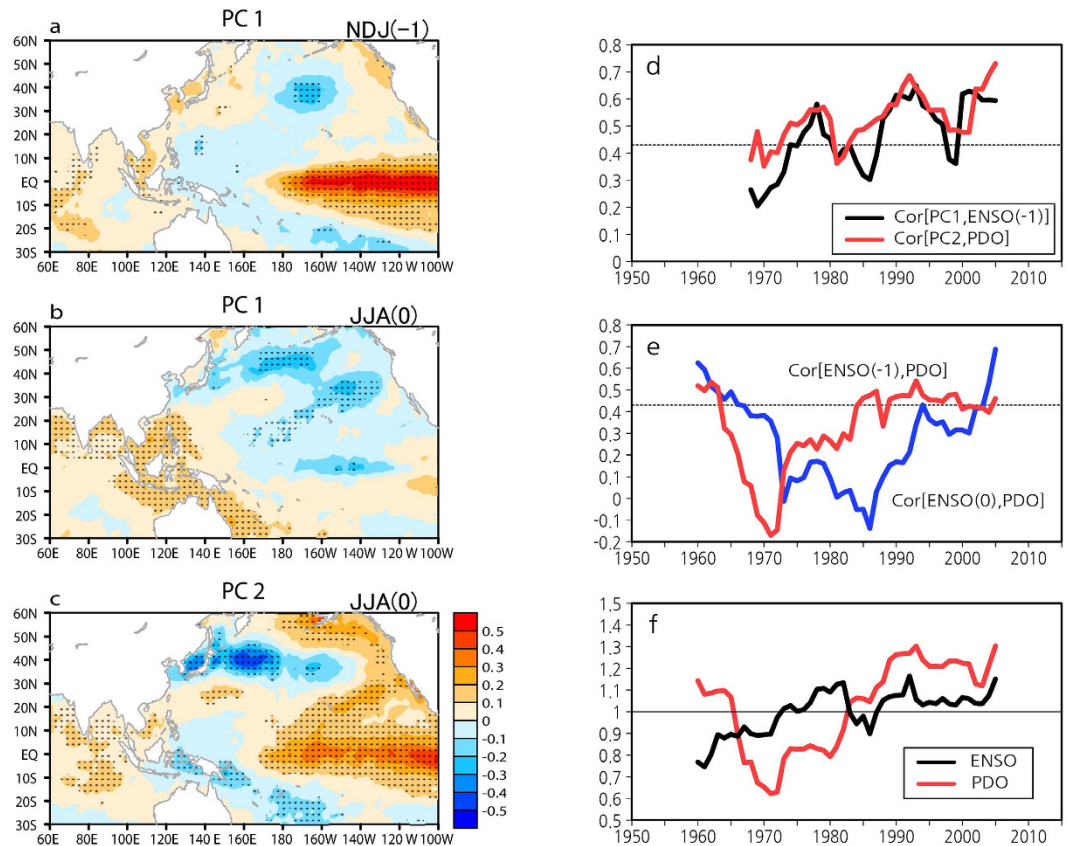 a
PC 1
NDJ(-1)
60N
50N
40N
30N
20N
10N
EQ
10S
20S
30S
60E 80E 100E 120E 140 E 160E 180 160W 140W 120 W 100W
b
PC 1
JJA(0)
60N
50N
40N
30N
20N
10N
EQ
10S
20S
30S
60E 80E 100E 120E 140 E 160E 180 160W 140W 120 W 100W
c
PC 2
JJA(0)
60N
50N
40N
30N
20N
10N
EQ
10S
20S
30S
60E 80E 100E 120E 140 E 160E 180 160W 140W 120 W 100W
0.5
0.4
0.3
0.2
0.1
0
-0.1
-0.2
-0.3
-0.4
-0.5
d
0.8
0.7
0.6
0.5
0.4
0.3
0.2
0.1
0
Cor[PC1,ENSO(-1)]
Cor[PC2,PDO]
1950 1960 1970 1980 1990 2000 2010
e
0.8
0.7
0.6
0.5
0.4
0.3
0.2
0.1
0
-0.1
-0.2
Cor[ENSO(-1),PDO]
Cor[ENSO(0),PDO]
1950 1960 1970 1980 1990 2000 2010
f
1.5
1.4
1.3
1.2
1.1
1
0.9
0.8
0.7
0.6
0.5
ENSO
PDO
1950 1960 1970 1980 1990 2000 2010